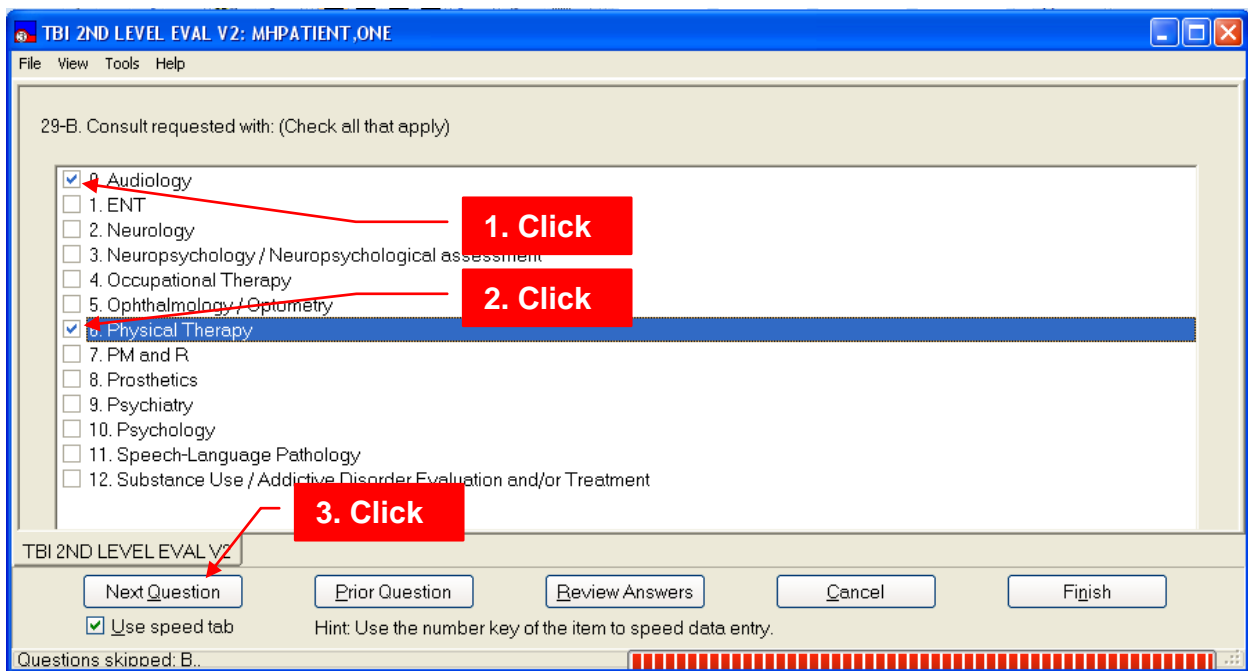 TBI 2ND LEVEL EVAL V2: MHPATIENT,ONE
File View Tools Help
29-B. Consult requested with: (Check all that apply)
0. Audiology
1. ENT
1. Click
2. Neurology
3. Neuropsychology / Neuropsychological assessment
4. Occupational Therapy
2. Click
5. Ophthalmology / Optometry
6. Physical Therapy
7. PM and R
8. Prosthetics
9. Psychiatry
10. Psychology
11. Speech-Language Pathology
12. Substance Use / Addictive Disorder Evaluation and/or Treatment
3. Click
TBI 2ND LEVEL EVAL V2
Next Question Prior Question Review Answers Cancel Finish
Use speed tab Hint: Use the number key of the item to speed data entry.
Questions skipped: B..